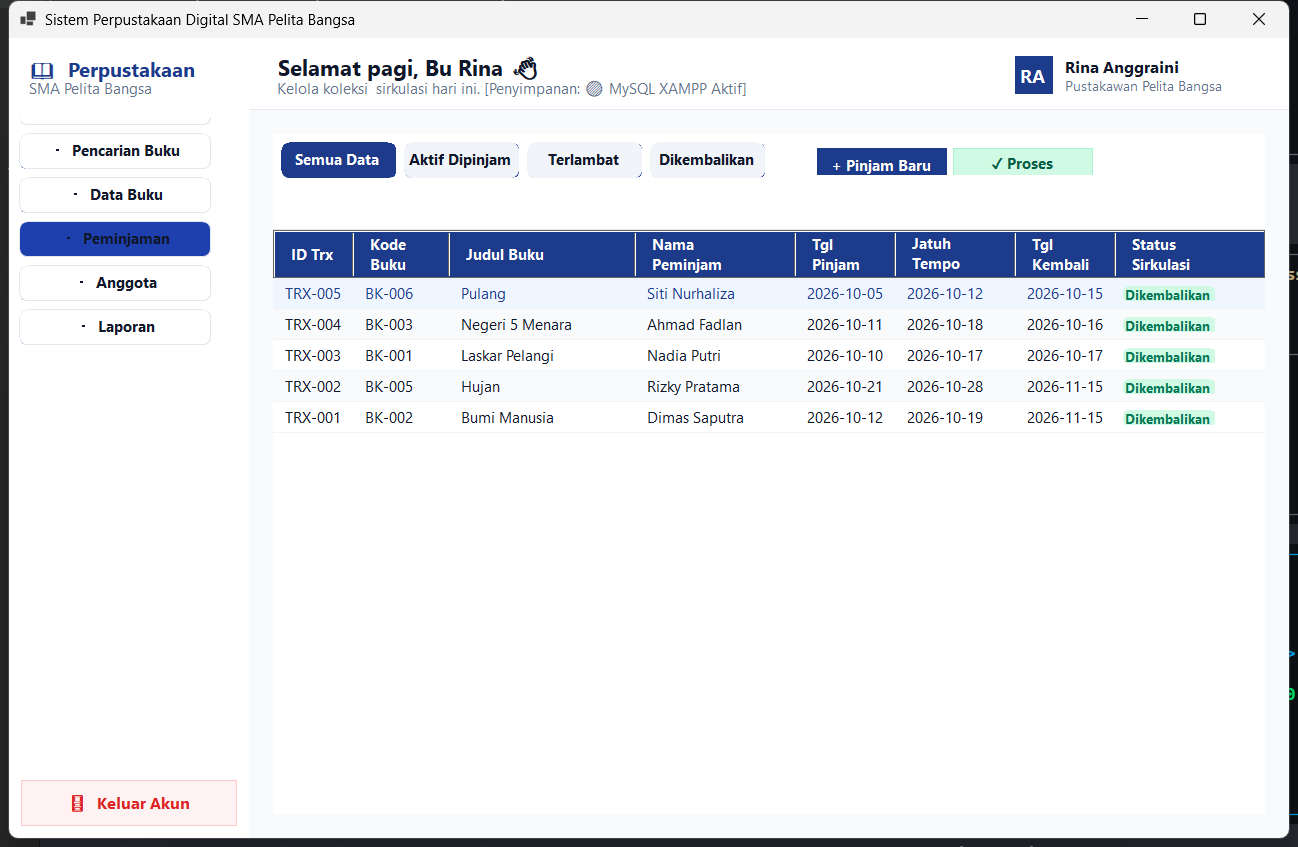 Sistem Perpustakaan Digital SMA Pelita Bangsa
Perpustakaan
SMA Pelita Bangsa
Selamat pagi, Bu Rina
Kelola koleksi sirkulasi hari ini. [Penyimpanan: MySQL XAMPP Aktif]
RA
Rina Anggraini
Pustakawan Pelita Bangsa
- Pencarian Buku
- Data Buku
- Peminjaman
- Anggota
- Laporan
Keluar Akun
Semua Data Aktif Dipinjam Terlambat Dikembalikan + Pinjam Baru ✓ Proses
ID Trx Kode Buku Judul Buku Nama Peminjam Tgl Pinjam Jatuh Tempo Tgl Kembali Status Sirkulasi
TRX-005 BK-006 Pulang Siti Nurhaliza 2026-10-05 2026-10-12 2026-10-15 Dikembalikan
TRX-004 BK-003 Negeri 5 Menara Ahmad Fadlan 2026-10-11 2026-10-18 2026-10-16 Dikembalikan
TRX-003 BK-001 Laskar Pelangi Nadia Putri 2026-10-10 2026-10-17 2026-10-17 Dikembalikan
TRX-002 BK-005 Hujan Rizky Pratama 2026-10-21 2026-10-28 2026-11-15 Dikembalikan
TRX-001 BK-002 Bumi Manusia Dimas Saputra 2026-10-12 2026-10-19 2026-11-15 Dikembalikan